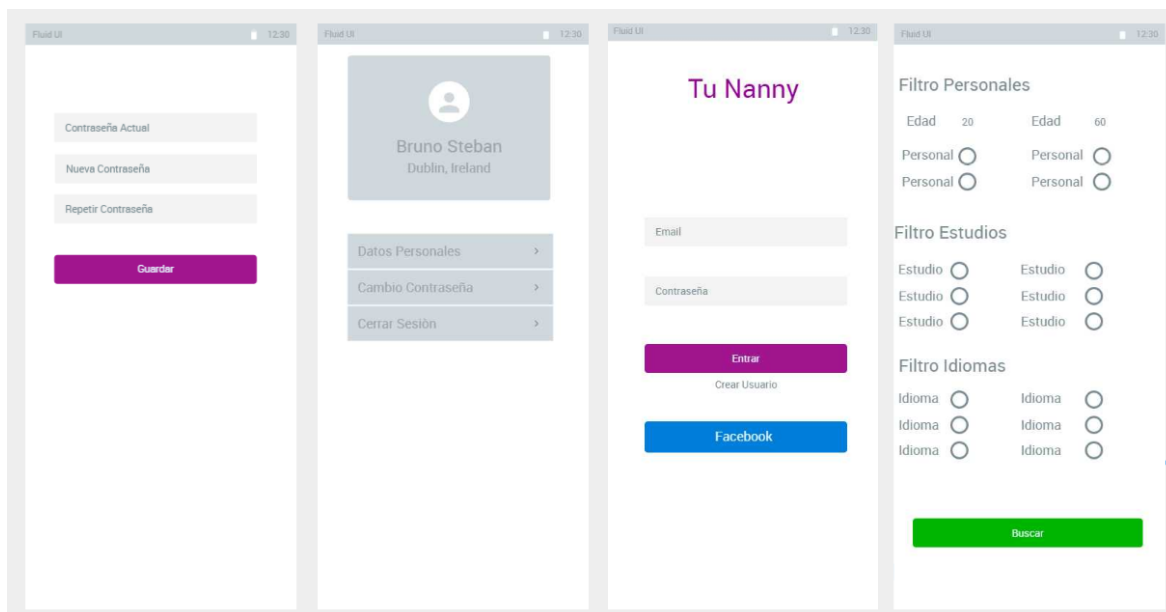 Fluid UI 12:30
Contraseña Actual
Nueva Contraseña
Repetir Contraseña
Guardar
Fluid UI 12:30
Bruno Steban
Dublin, Ireland
Datos Personales >
Cambio Contraseña >
Cerrar Sesiòn >
Fluid UI 12:30
Tu Nanny
Email
Contraseña
Entrar
Crear Usuario
Facebook
Fluid UI 12:30
Filtro Personales
Edad 20 Edad 60
Personal Personal
Personal Personal
Filtro Estudios
Estudio Estudio
Estudio Estudio
Estudio Estudio
Filtro Idiomas
Idioma Idioma
Idioma Idioma
Idioma Idioma
Buscar